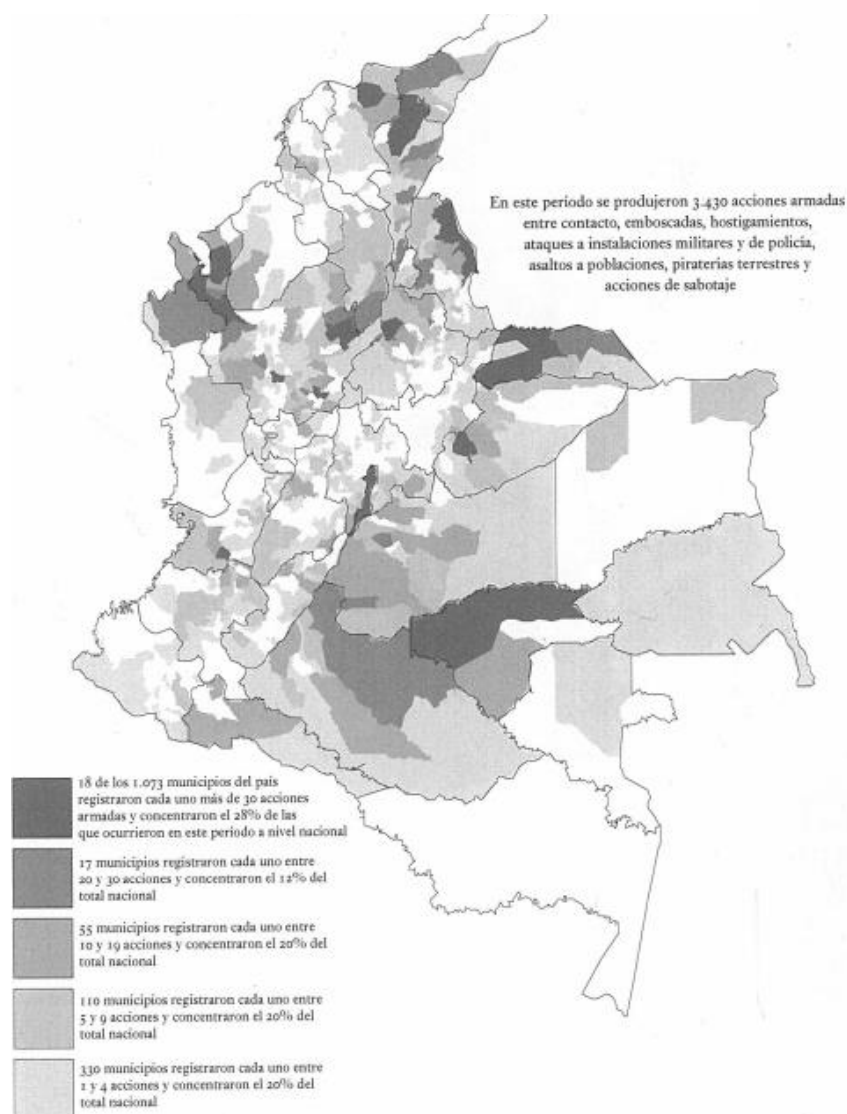 En este período se produjeron 3.430 acciones armadas
entre contacto, emboscadas, hostigamientos,
ataques a instalaciones militares y de policía,
asaltos a poblaciones, piraterías terrestres y
acciones de sabotaje
18 de los 1.073 municipios del país
registraron cada uno más de 30 acciones
armadas y concentraron el 28% de las
que ocurrieron en este periodo a nivel nacional
17 municipios registraron cada uno entre
20 y 30 acciones y concentraron el 12% del
total nacional
55 municipios registraron cada uno entre
10 y 19 acciones y concentraron el 20% del
total nacional
110 municipios registraron cada uno entre
5 y 9 acciones y concentraron el 20% del
total nacional
330 municipios registraron cada uno entre
1 y 4 acciones y concentraron el 20% del
total nacional